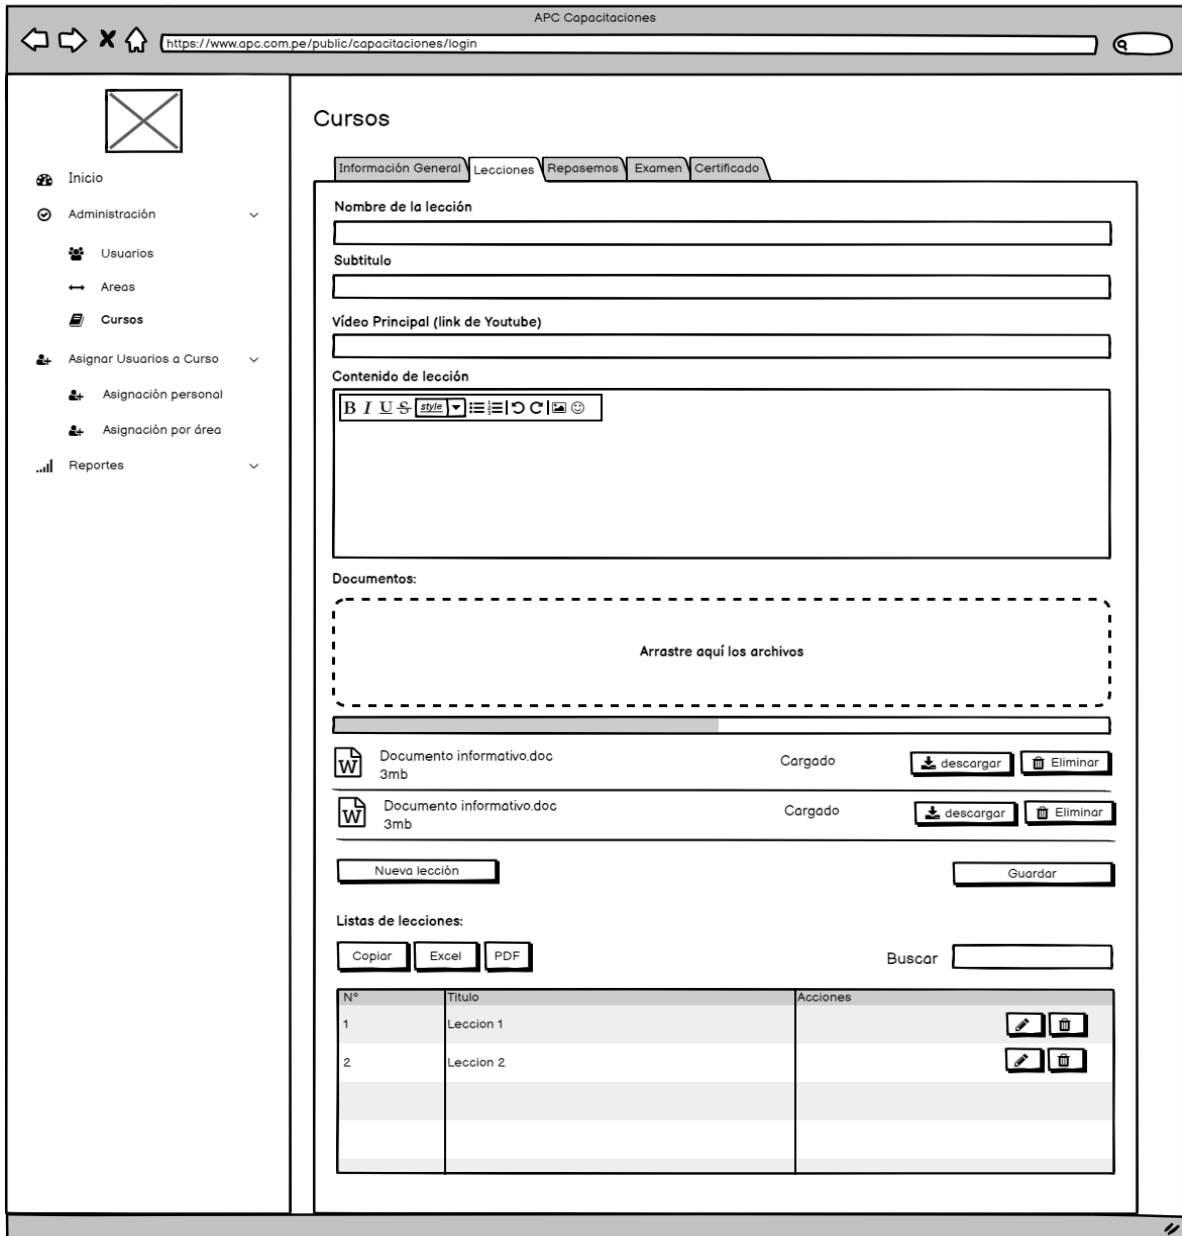 APC Capacitaciones
https://www.apc.com.pe/public/capacitaciones/login
Inicio
Administración
Usuarios
Areas
Cursos
Asignar Usuarios a Curso
Asignación personal
Asignación por área
Reportes
Cursos
Información General Lecciones Repasemos Examen Certificado
Nombre de la lección
Subtitulo
Vídeo Principal (link de Youtube)
Contenido de lección
B I U S style
Documentos:
Arrastre aquí los archivos
Documento informativo.doc Cargado descargar Eliminar
3mb
Documento informativo.doc Cargado descargar Eliminar
3mb
Nueva lección Guardar
Listas de lecciones:
Copiar Excel PDF Buscar
N° Titulo Acciones
1 Leccion 1
2 Leccion 2